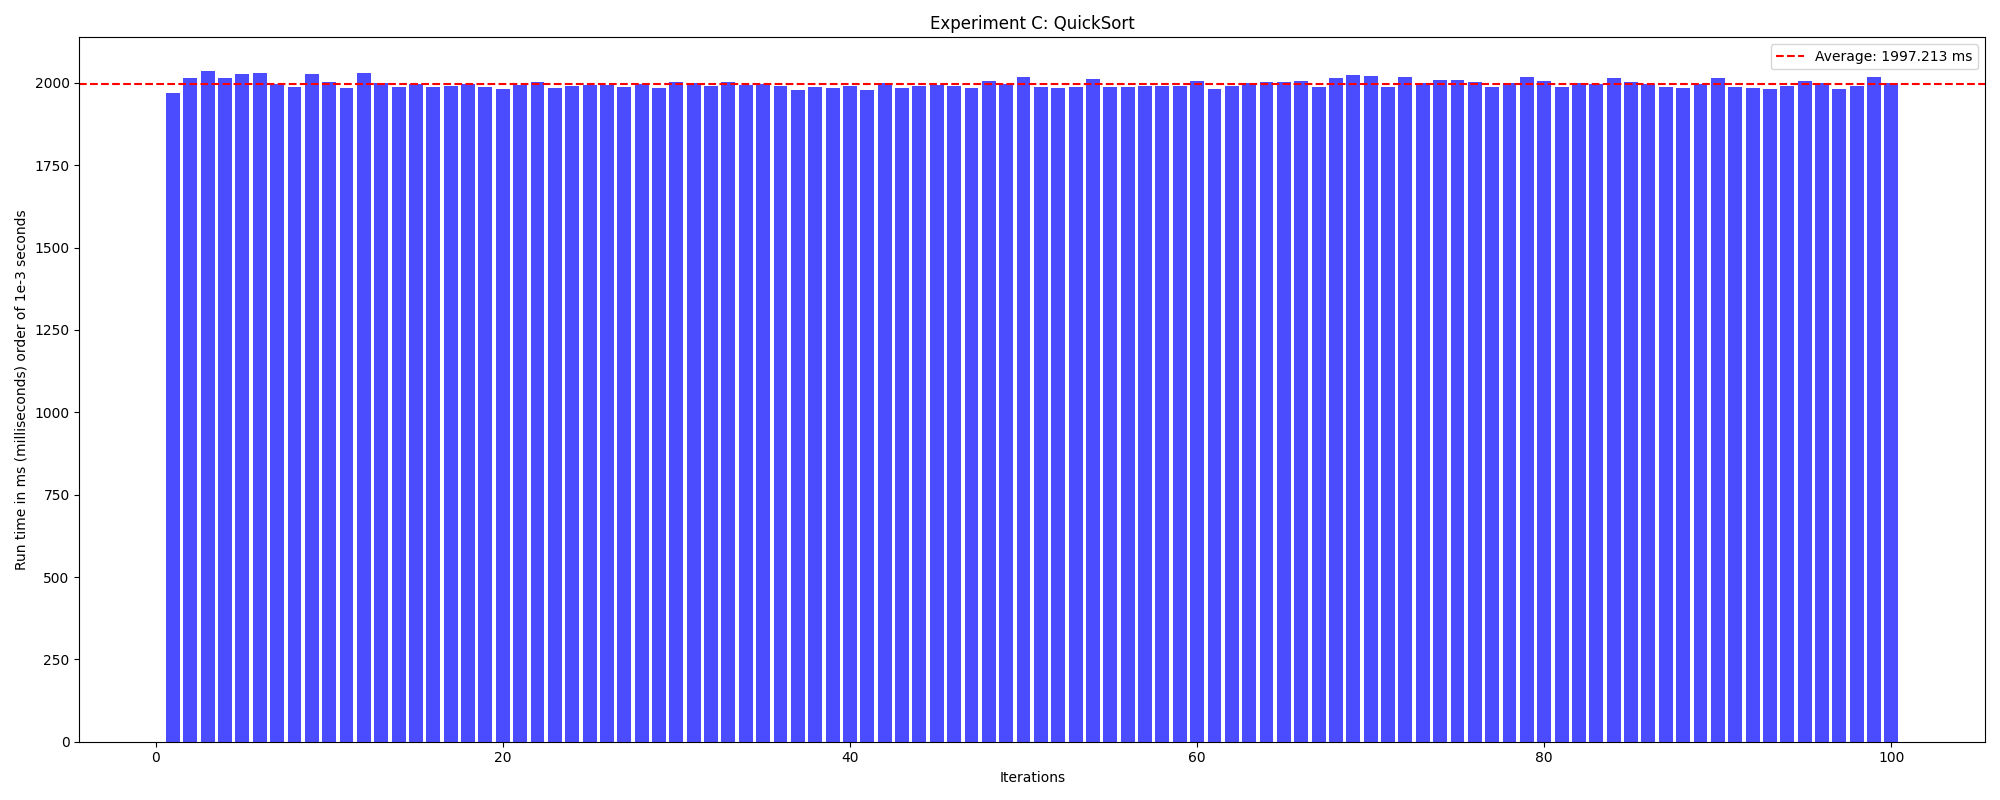 Experiment C: QuickSort
Average: 1997.213 ms
Run time in ms (milliseconds) order of 1e-3 seconds
2000
1750
1500
1250
1000
750
500
250
0
0 20 40 60 80 100
Iterations